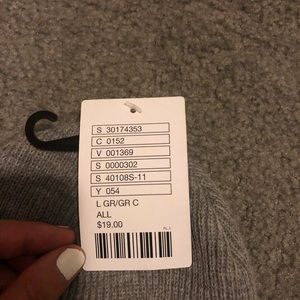 S 30174353
C 0152
V 001369
S 0000302
S 40108S-11
Y 054
L GR/GR C
ALL
$19.00